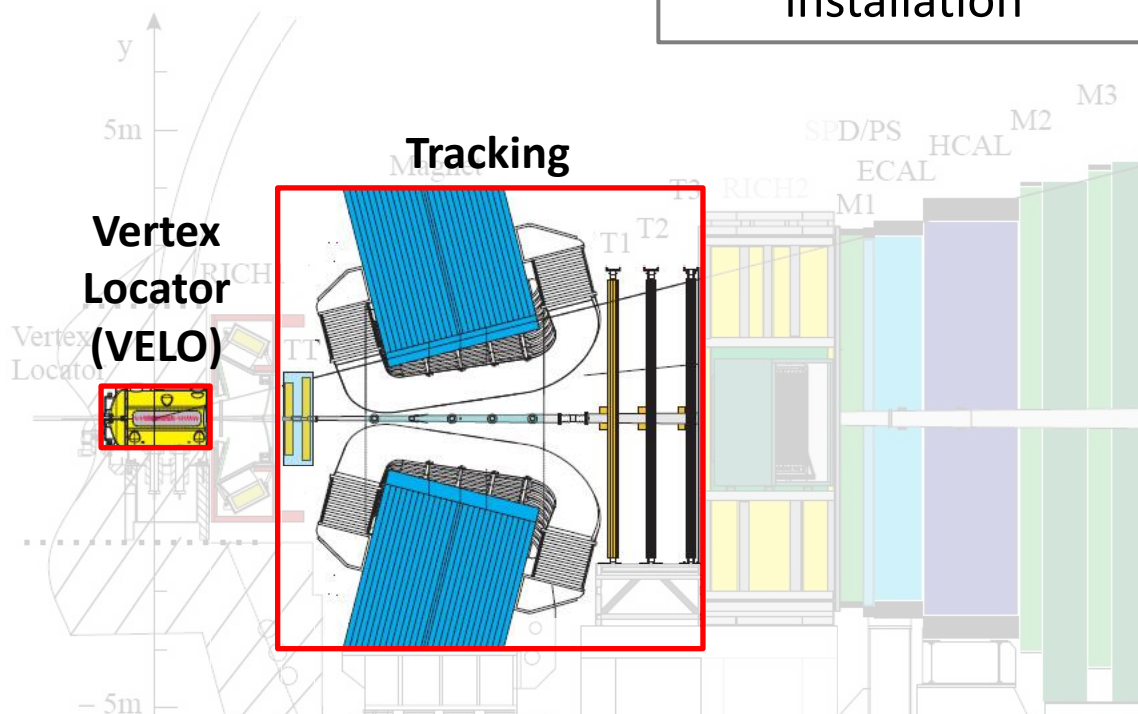 Installation
y
5m
M3
M2
HCAL
SPD/PS
ECAL
M1
Tracking
Magnet
T3
RICH2
T2
T1
Vertex
Locator
(VELO)
RICH
Vertex
Locator
TT
– 5m